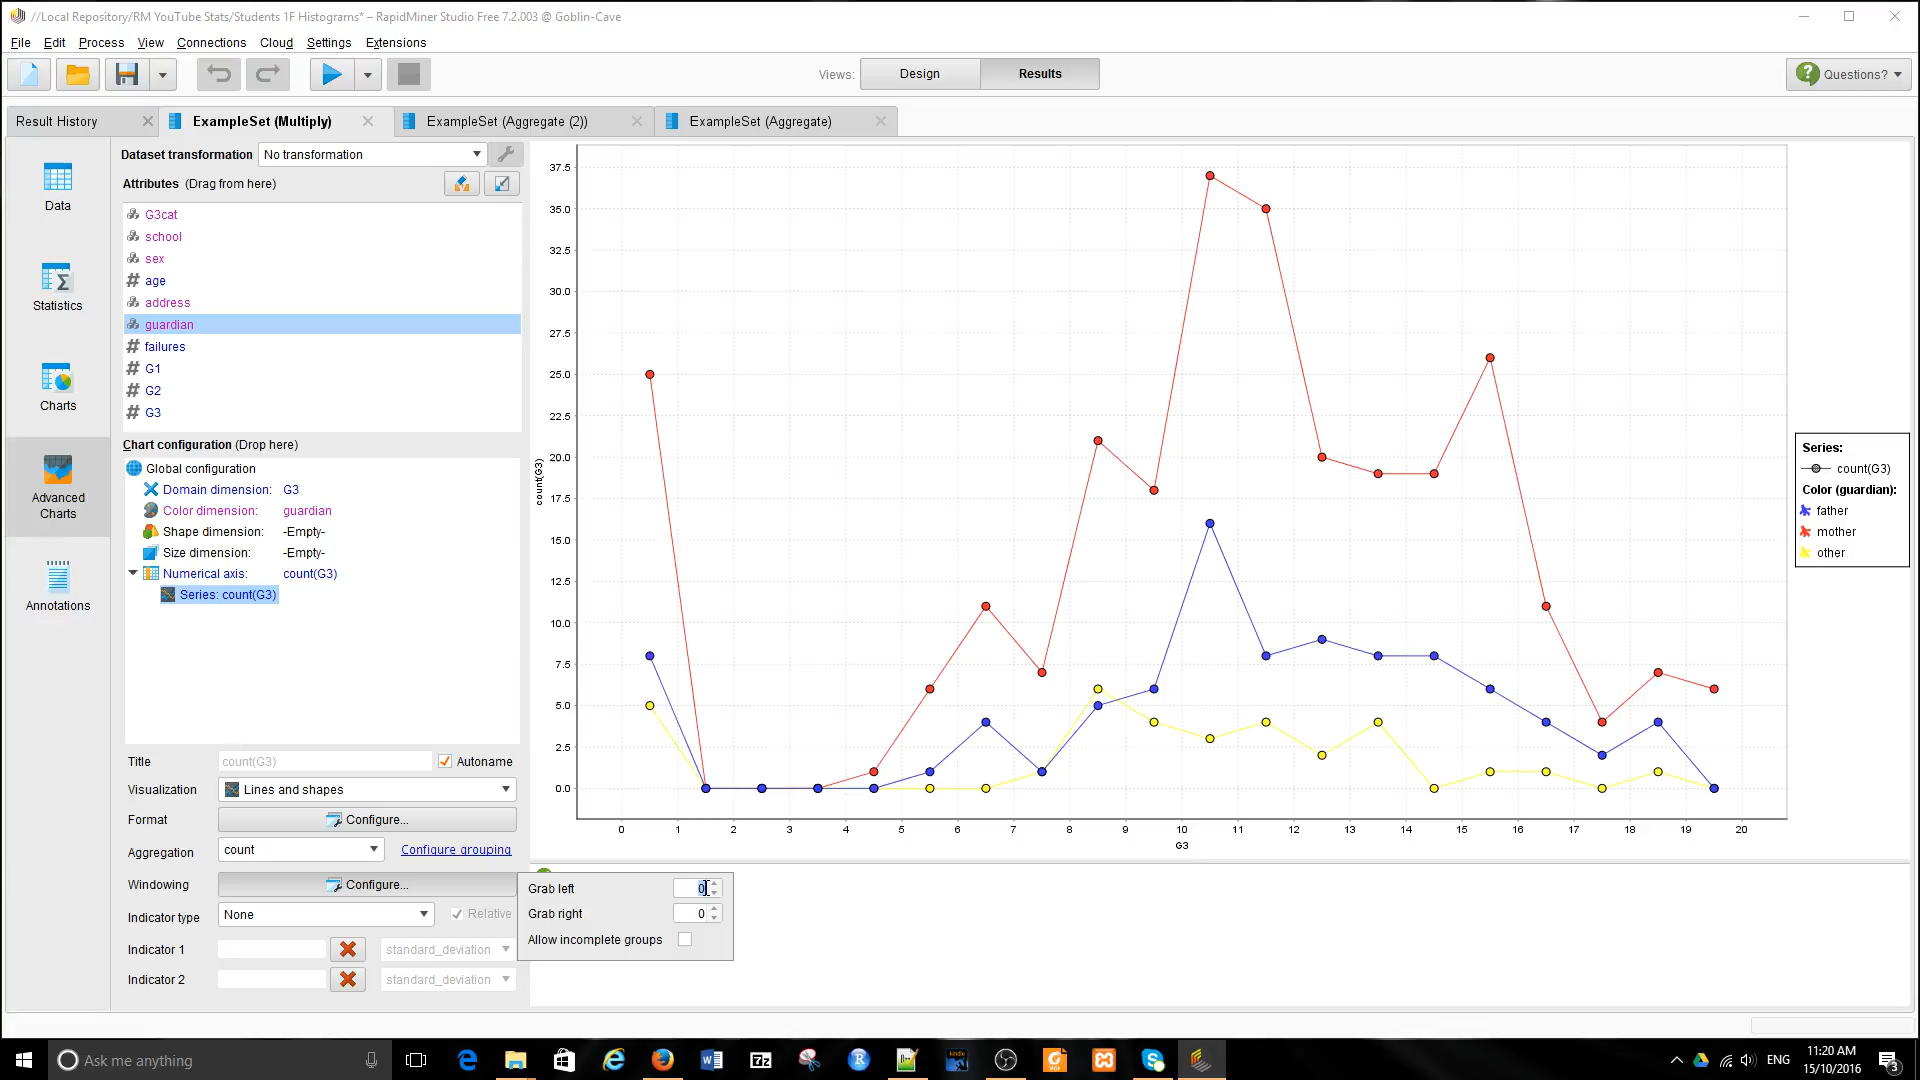 //Local Repository/RM YouTube Stats/Students 1F Histograms* – RapidMiner Studio Free 7.2.003 @ Goblin-Cave
File Edit Process View Connections Cloud Settings Extensions
Views: Design Results Questions?
Result History ExampleSet (Multiply) ExampleSet (Aggregate (2)) ExampleSet (Aggregate)
Data
Statistics
Charts
Advanced
Charts
Annotations
Dataset transformation No transformation
Attributes (Drag from here)
G3cat
school
sex
# age
address
guardian
# failures
# G1
# G2
# G3
Chart configuration (Drop here)
Global configuration
Domain dimension: G3
Color dimension: guardian
Shape dimension: -Empty-
Size dimension: -Empty-
Numerical axis: count(G3)
Series: count(G3)
Title count(G3) Autoname
Visualization Lines and shapes
Format Configure...
Aggregation count Configure grouping
Windowing Configure...
Indicator type None Relative
Indicator 1 standard_deviation
Indicator 2 standard_deviation
Grab left 0
Grab right 0
Allow incomplete groups
37.5
35.0
32.5
30.0
27.5
25.0
22.5
20.0
17.5
15.0
12.5
10.0
7.5
5.0
2.5
0.0
count(G3)
0 1 2 3 4 5 6 7 8 9 10 11 12 13 14 15 16 17 18 19 20
G3
Series:
count(G3)
Color (guardian):
father
mother
other
Ask me anything
7z
kindle
R
ENG
11:20 AM
15/10/2016
3